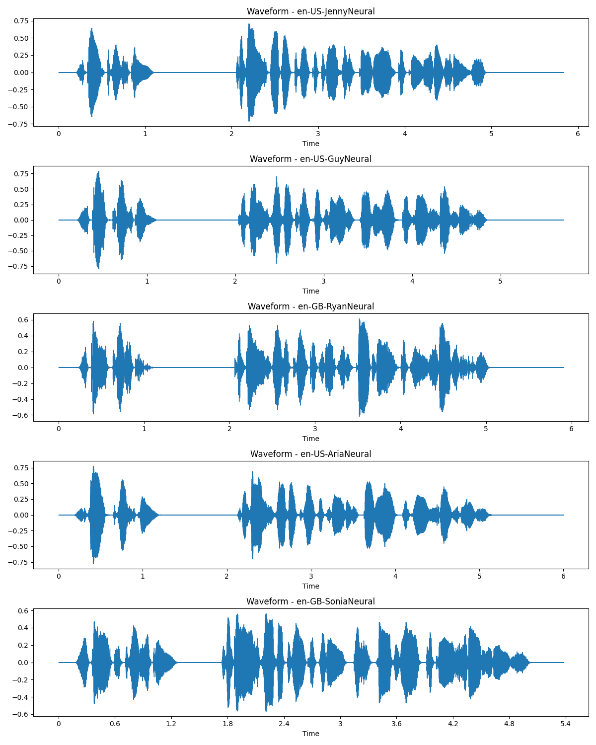 Waveform - en-US-JennyNeural
0.75
0.50
0.25
0.00
−0.25
−0.50
−0.75
0 1 2 3 4 5 6
Time
Waveform - en-US-GuyNeural
0.75
0.50
0.25
0.00
−0.25
−0.50
−0.75
0 1 2 3 4 5
Time
Waveform - en-GB-RyanNeural
0.6
0.4
0.2
0.0
−0.2
−0.4
−0.6
0 1 2 3 4 5 6
Time
Waveform - en-US-AriaNeural
0.75
0.50
0.25
0.00
−0.25
−0.50
−0.75
0 1 2 3 4 5 6
Time
Waveform - en-GB-SoniaNeural
0.6
0.4
0.2
0.0
−0.2
−0.4
−0.6
0 0.6 1.2 1.8 2.4 3 3.6 4.2 4.8 5.4
Time